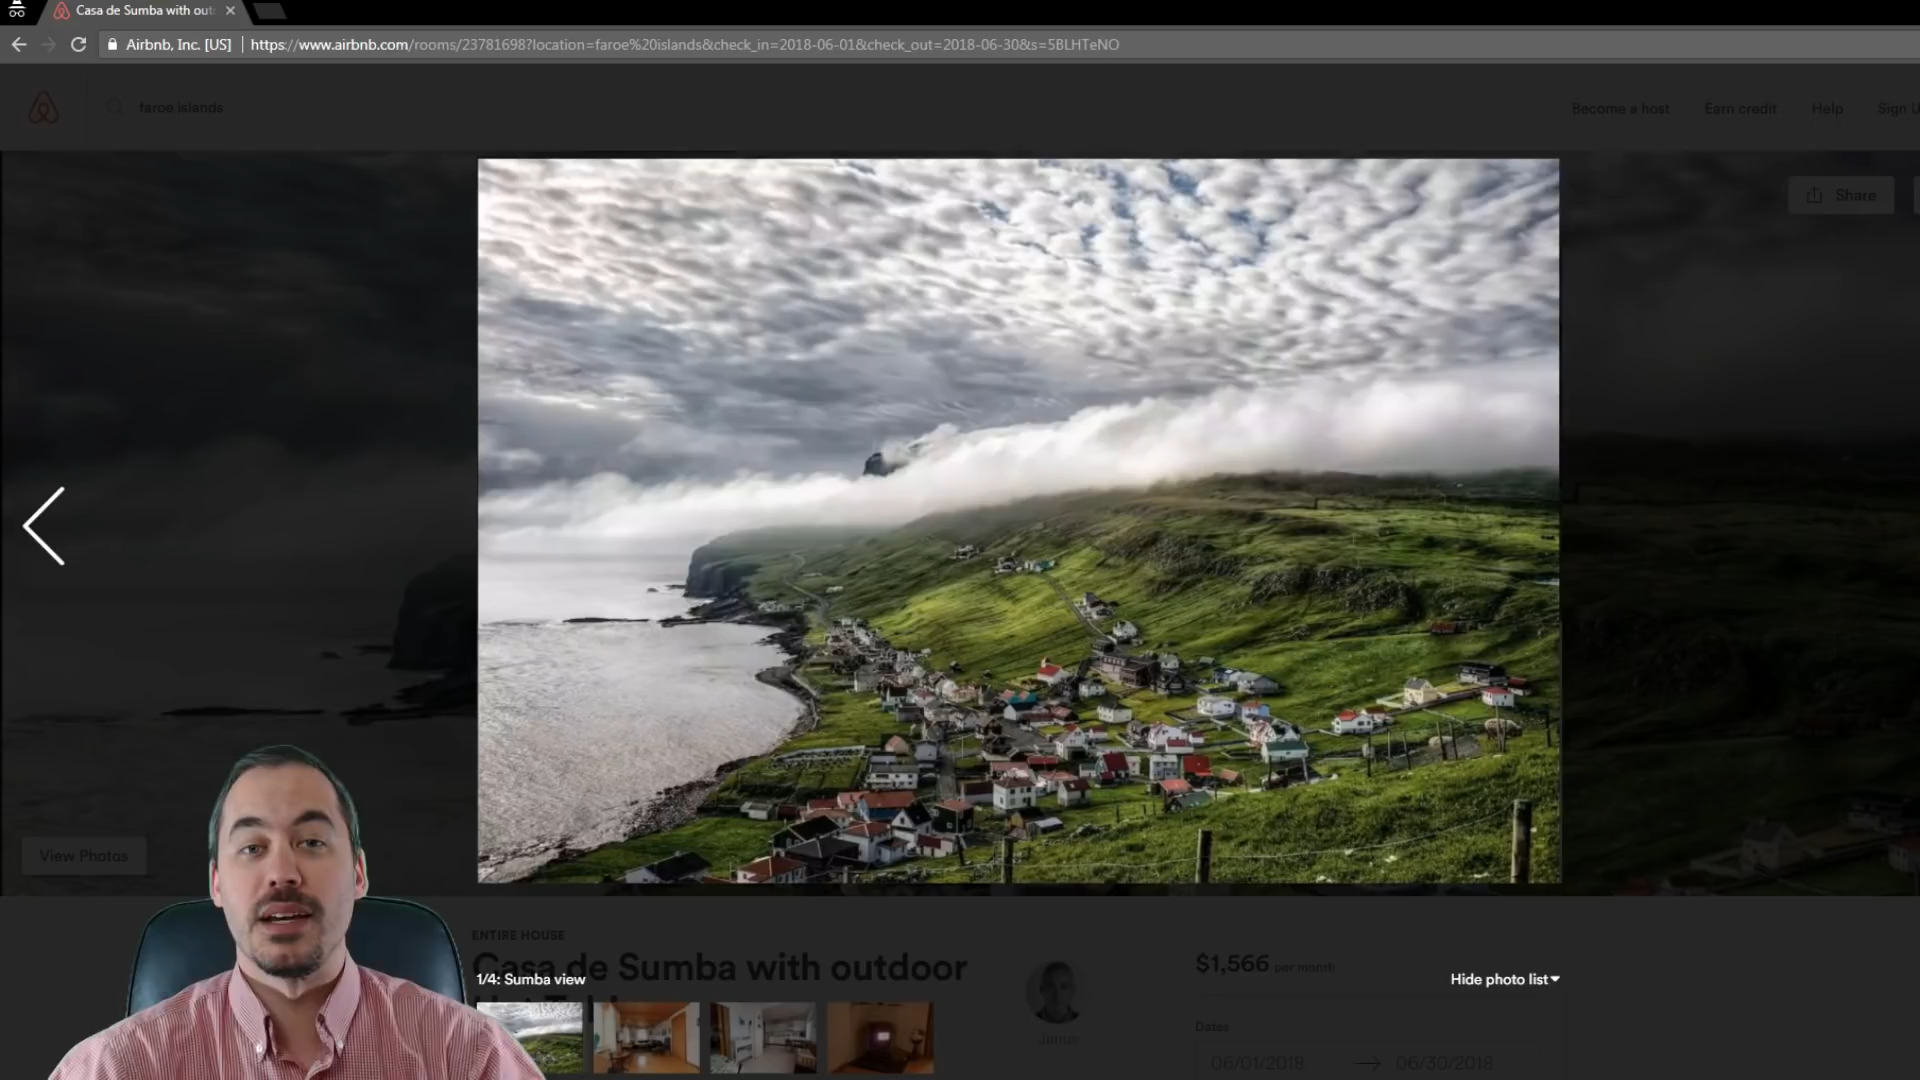 Casa de Sumba with out
Airbnb, Inc. [US]
https://www.airbnb.com/rooms/23781698?location=faroe%20islands&check_in=2018-06-01&check_out=2018-06-30&s=5BLHTeNO
faroe islands
Become a host
Earn credit
Help
Sign U
Share
View Photos
ENTIRE HOUSE
Casa de Sumba with outdoor
1/4: Sumba view
$1,566 per month
Hide photo list
Dates
06/01/2018
06/30/2018